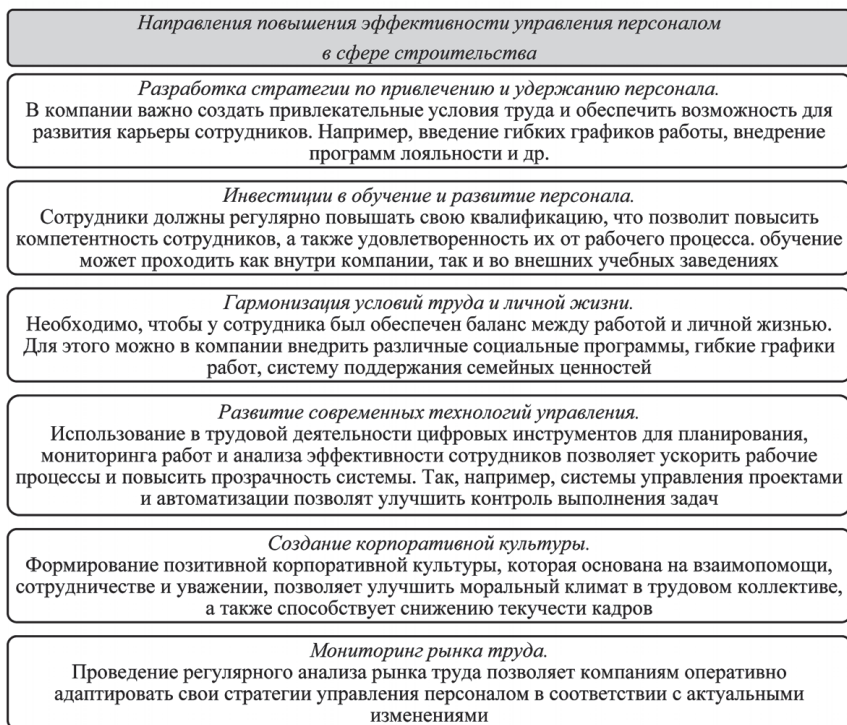 Направления повышения эффективности управления персоналом
в сфере строительства
Разработка стратегии по привлечению и удержанию персонала.
В компании важно создать привлекательные условия труда и обеспечить возможность для
развития карьеры сотрудников. Например, введение гибких графиков работы, внедрение
программ лояльности и др.
Инвестиции в обучение и развитие персонала.
Сотрудники должны регулярно повышать свою квалификацию, что позволит повысить
компетентность сотрудников, а также удовлетворенность их от рабочего процесса. обучение
может проходить как внутри компании, так и во внешних учебных заведениях
Гармонизация условий труда и личной жизни.
Необходимо, чтобы у сотрудника был обеспечен баланс между работой и личной жизнью.
Для этого можно в компании внедрить различные социальные программы, гибкие графики
работ, систему поддержания семейных ценностей
Развитие современных технологий управления.
Использование в трудовой деятельности цифровых инструментов для планирования,
мониторинга работ и анализа эффективности сотрудников позволяет ускорить рабочие
процессы и повысить прозрачность системы. Так, например, системы управления проектами
и автоматизации позволят улучшить контроль выполнения задач
Создание корпоративной культуры.
Формирование позитивной корпоративной культуры, которая основана на взаимопомощи,
сотрудничестве и уважении, позволяет улучшить моральный климат в трудовом коллективе,
а также способствует снижению текучести кадров
Мониторинг рынка труда.
Проведение регулярного анализа рынка труда позволяет компаниям оперативно
адаптировать свои стратегии управления персоналом в соответствии с актуальными
изменениями